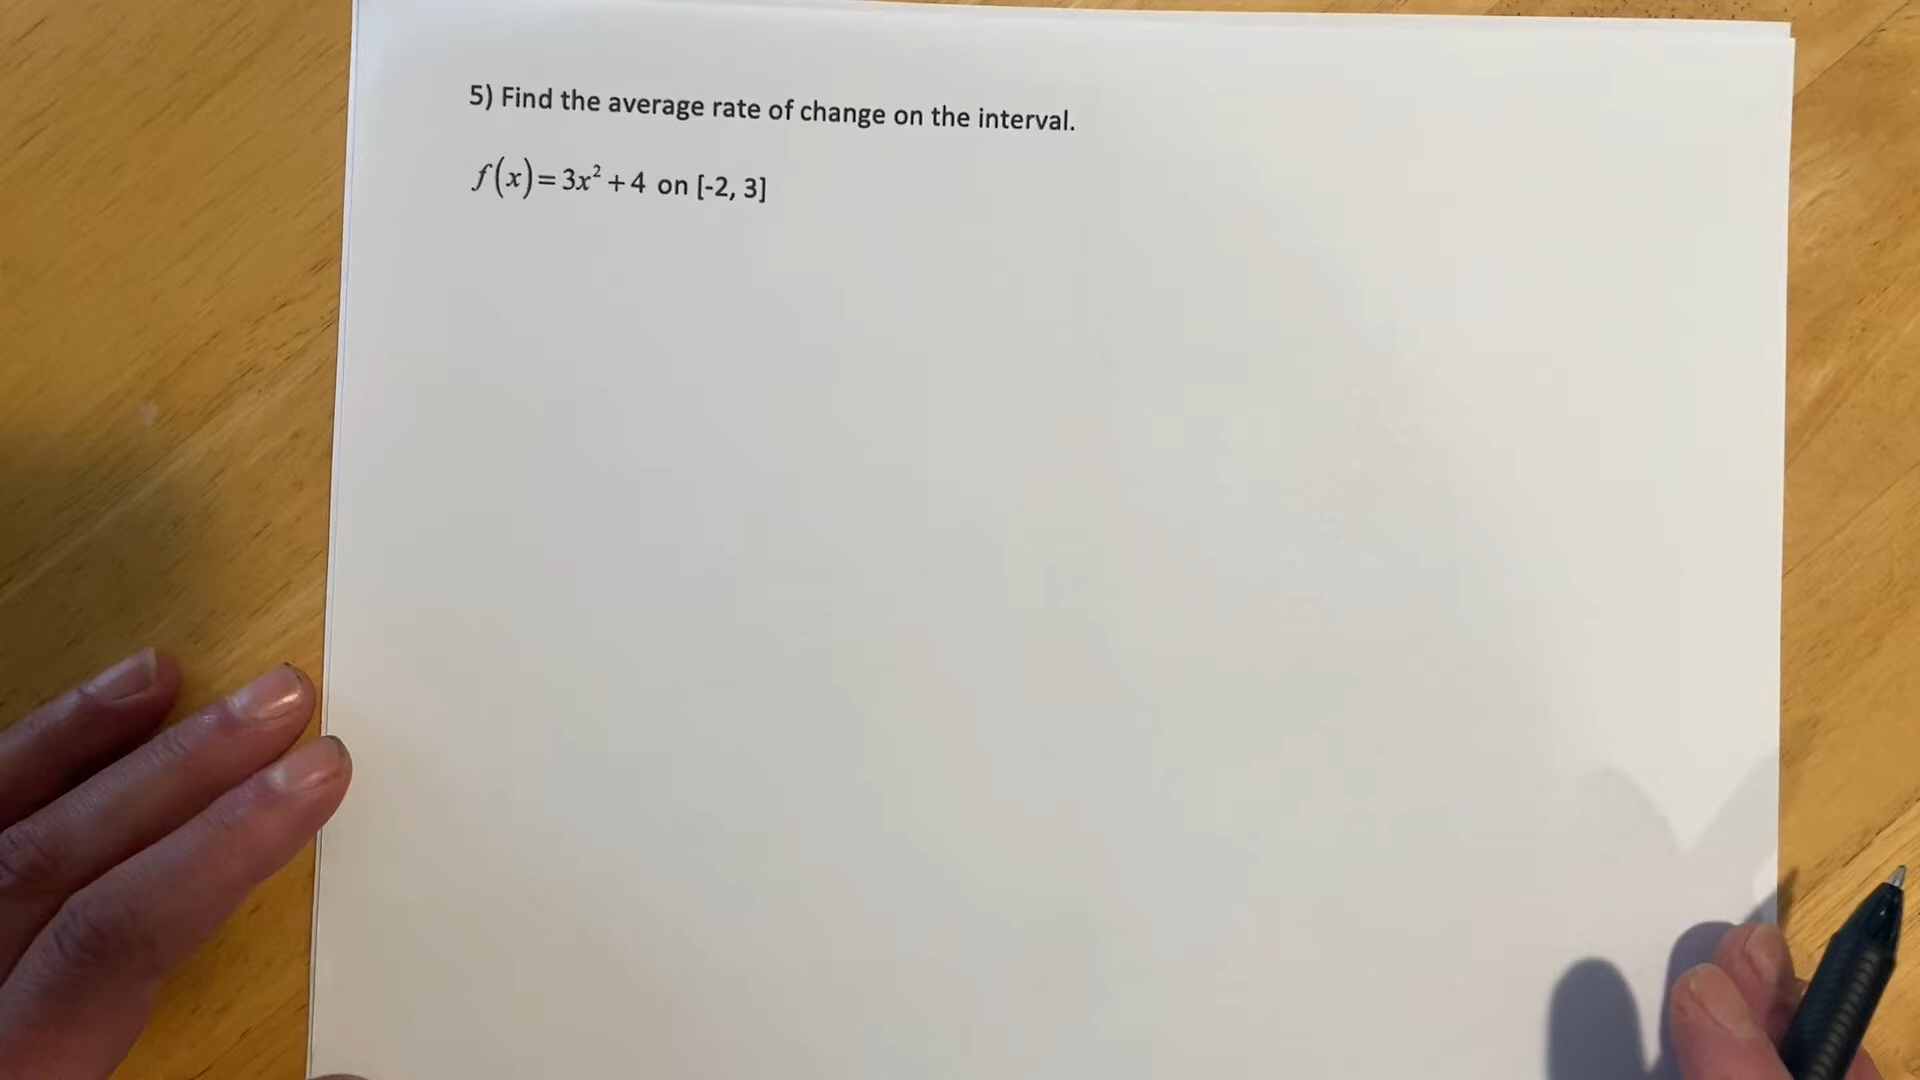 5) Find the average rate of change on the interval.
f(x)=3x²+4 on [-2, 3]